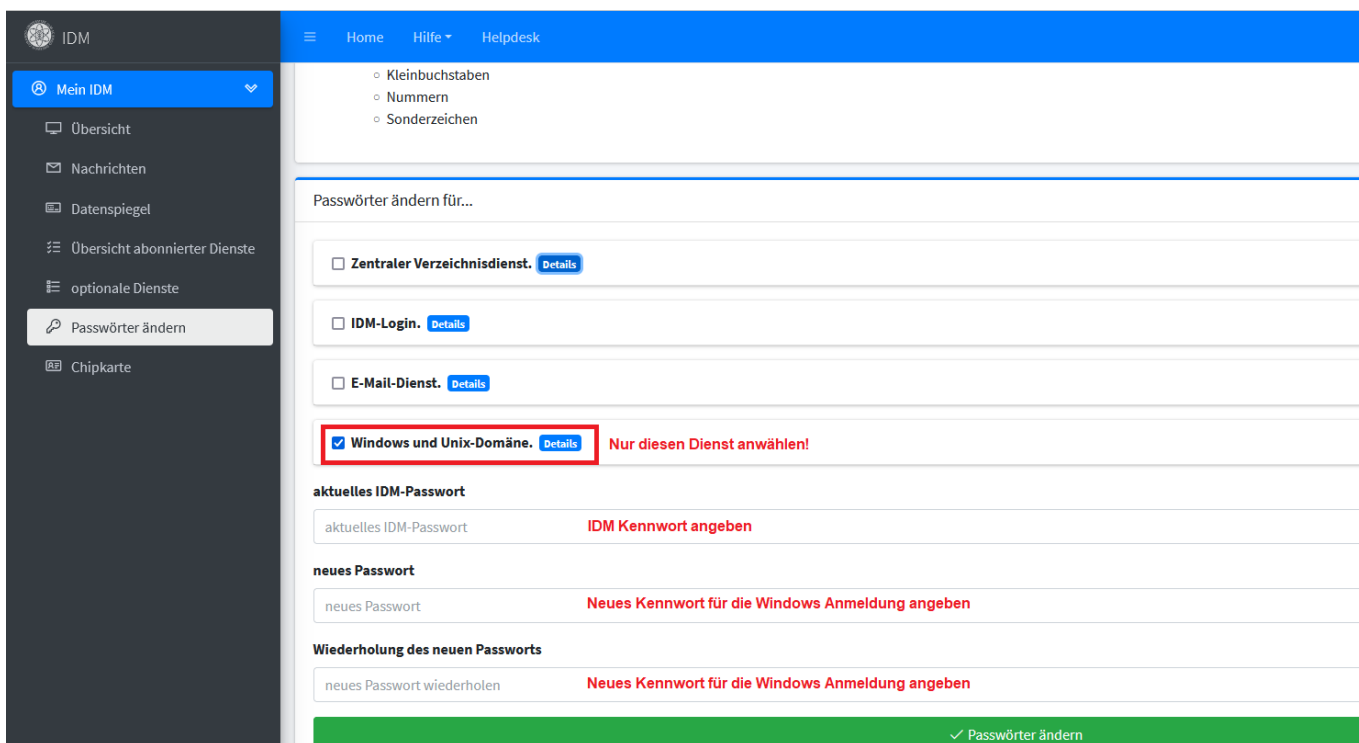 IDM
Home Hilfe Helpdesk
Mein IDM
Übersicht
Nachrichten
Datenspiegel
Übersicht abonnierter Dienste
optionale Dienste
Passwörter ändern
Chipkarte
Kleinbuchstaben
Nummern
Sonderzeichen
Passwörter ändern für...
Zentraler Verzeichnisdienst. Details
IDM-Login. Details
E-Mail-Dienst. Details
Windows und Unix-Domäne. Details Nur diesen Dienst anwählen!
aktuelles IDM-Passwort
aktuelles IDM-Passwort IDM Kennwort angeben
neues Passwort
neues Passwort Neues Kennwort für die Windows Anmeldung angeben
Wiederholung des neuen Passworts
neues Passwort wiederholen Neues Kennwort für die Windows Anmeldung angeben
Passwörter ändern